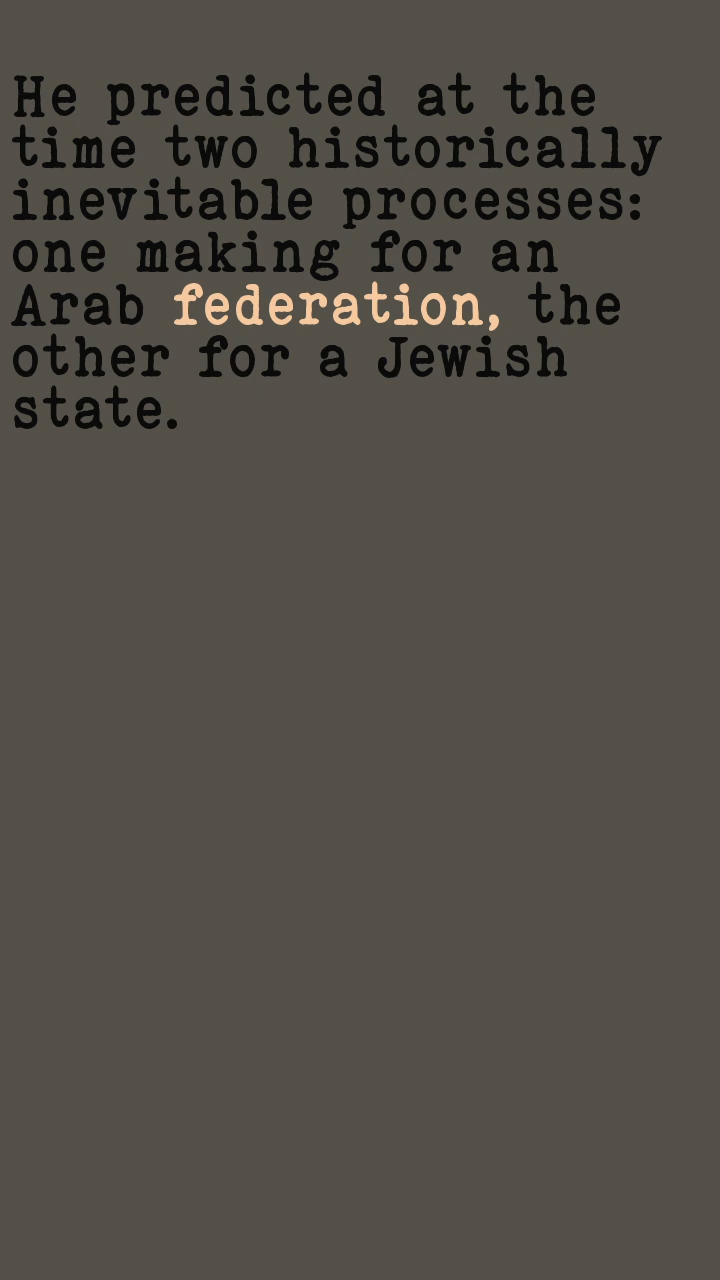 He predicted at the
time two historically
inevitable processes:
one making for an
Arab federation, the
other for a Jewish
state.